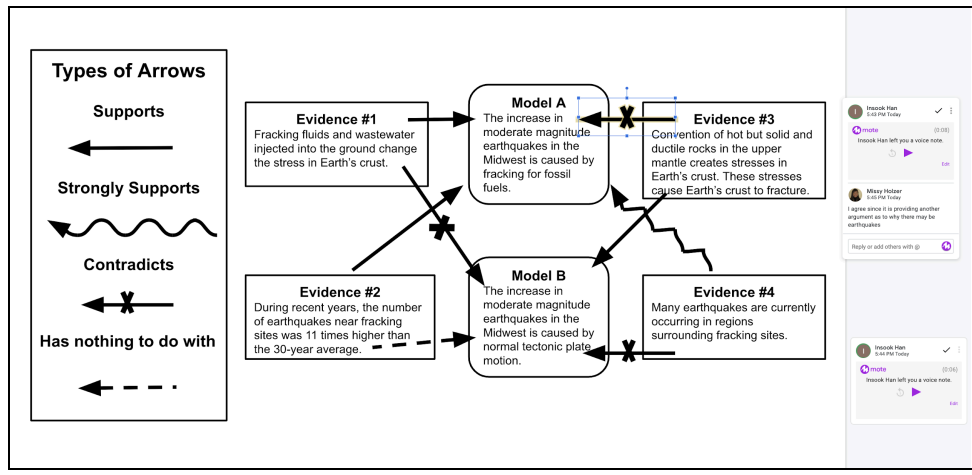 Types of Arrows
Supports
Strongly Supports
Contradicts
Has nothing to do with
Evidence #1
Fracking fluids and wastewater
injected into the ground change
the stress in Earth's crust.
Evidence #2
During recent years, the number
of earthquakes near fracking
sites was 11 times higher than
the 30-year average.
Model A
The increase in
moderate magnitude
earthquakes in the
Midwest is caused by
fracking for fossil
fuels.
Model B
The increase in
moderate magnitude
earthquakes in the
Midwest is caused by
normal tectonic plate
motion.
Evidence #3
Convention of hot but solid and
ductile rocks in the upper
mantle creates stresses in
Earth's crust. These stresses
cause Earth's crust to fracture.
Evidence #4
Many earthquakes are currently
occurring in regions
surrounding fracking sites.
I
Insook Han
5:43 PM Today
mote
(0:08)
Insook Han left you a voice note.
Edit
Missy Holzer
5:45 PM Today
I agree since it is providing another
argument as to why there may be
earthquakes
Reply or add others with @
I
Insook Han
5:44 PM Today
mote
(0:06)
Insook Han left you a voice note.
Edit